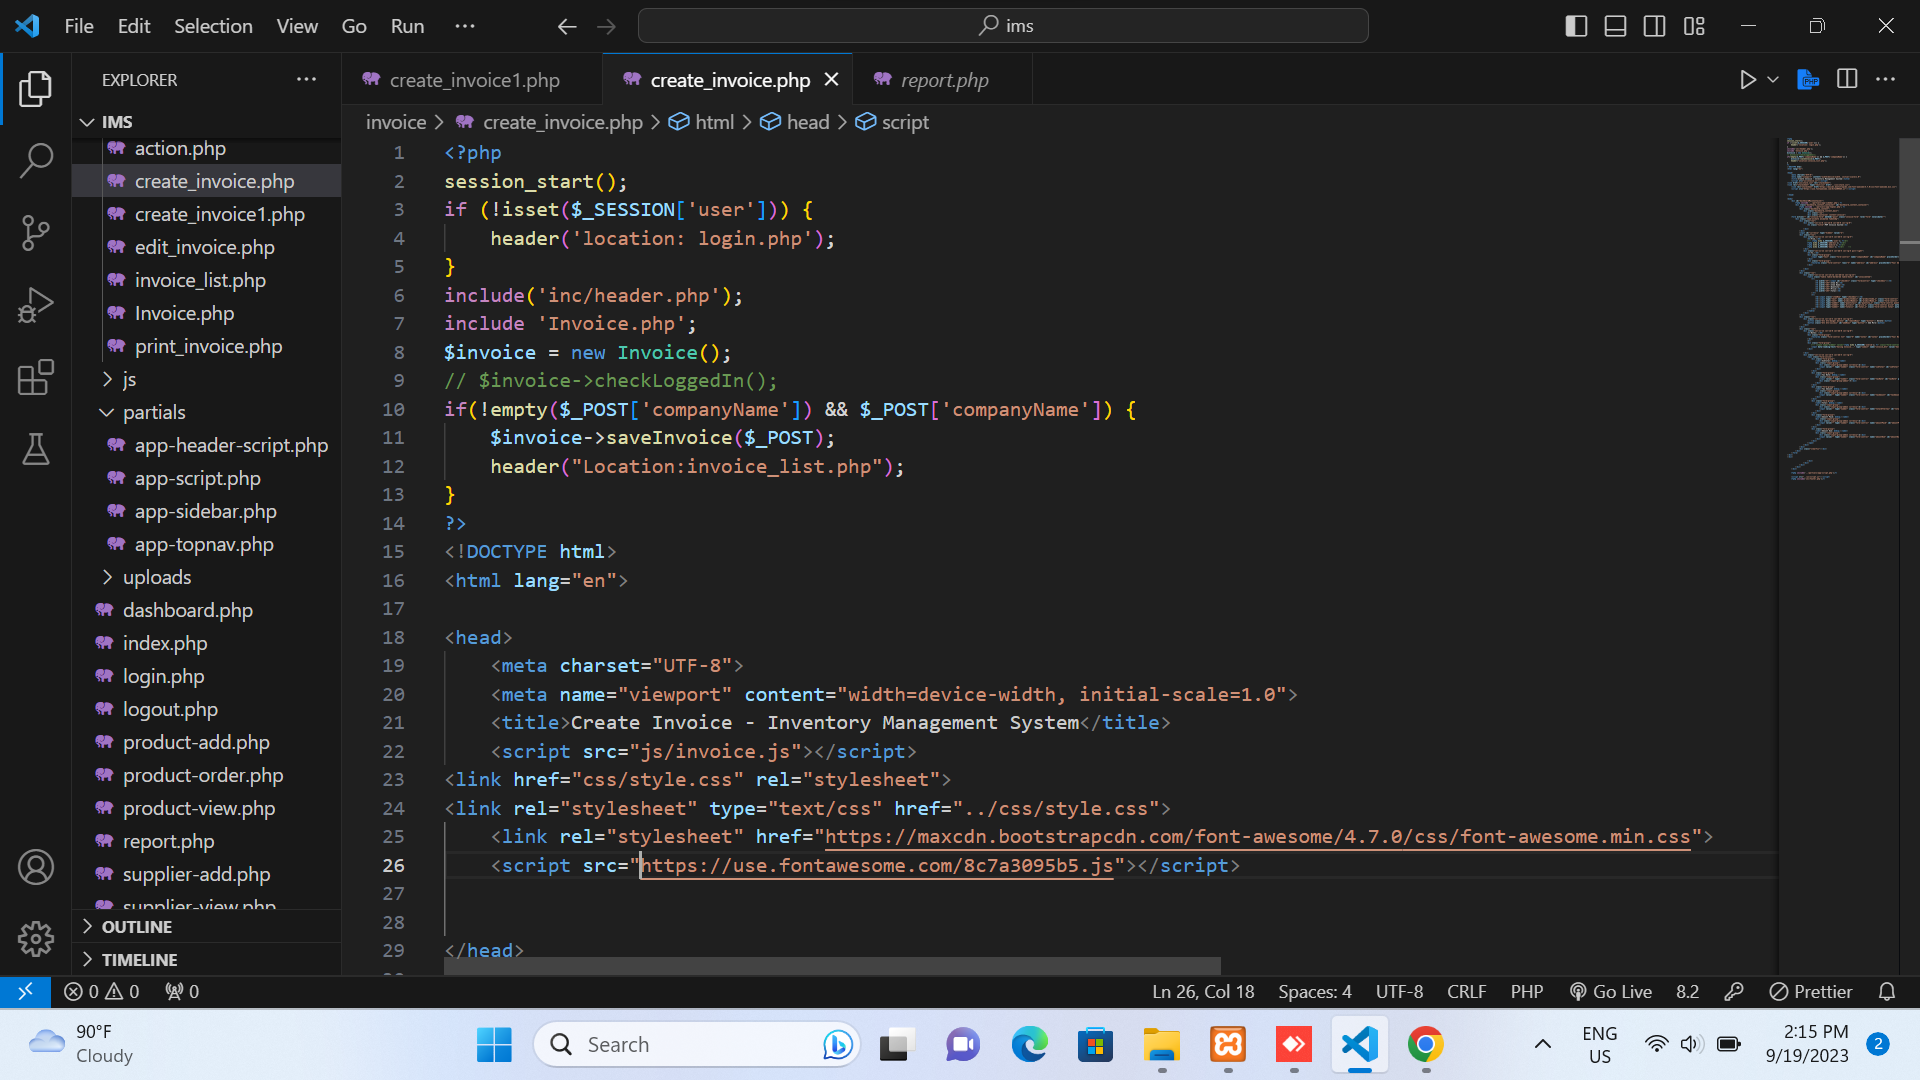 File Edit Selection View Go Run ···
ims
EXPLORER
create_invoice1.php
create_invoice.php
report.php
IMS
action.php
create_invoice.php
create_invoice1.php
edit_invoice.php
invoice_list.php
Invoice.php
print_invoice.php
js
partials
app-header-script.php
app-script.php
app-sidebar.php
app-topnav.php
uploads
dashboard.php
index.php
login.php
logout.php
product-add.php
product-order.php
product-view.php
report.php
supplier-add.php
supplier-view.php
OUTLINE
TIMELINE
invoice > create_invoice.php > html > head > script
1 <?php
2 session_start();
3 if (!isset($_SESSION['user'])) {
4 header('location: login.php');
5 }
6 include('inc/header.php');
7 include 'Invoice.php';
8 $invoice = new Invoice();
9 // $invoice->checkLoggedIn();
10 if(!empty($_POST['companyName']) && $_POST['companyName']) {
11 $invoice->saveInvoice($_POST);
12 header("Location:invoice_list.php");
13 }
14 ?>
15 <!DOCTYPE html>
16 <html lang="en">
17
18 <head>
19 <meta charset="UTF-8">
20 <meta name="viewport" content="width=device-width, initial-scale=1.0">
21 <title>Create Invoice - Inventory Management System</title>
22 <script src="js/invoice.js"></script>
23 <link href="css/style.css" rel="stylesheet">
24 <link rel="stylesheet" type="text/css" href="../css/style.css">
25 <link rel="stylesheet" href="https://maxcdn.bootstrapcdn.com/font-awesome/4.7.0/css/font-awesome.min.css">
26 <script src="https://use.fontawesome.com/8c7a3095b5.js"></script>
27
28
29 </head>
0 0 0
Ln 26, Col 18 Spaces: 4 UTF-8 CRLF PHP Go Live 8.2 Prettier
90°F
Cloudy
Search
ENG
US
2:15 PM
9/19/2023
2